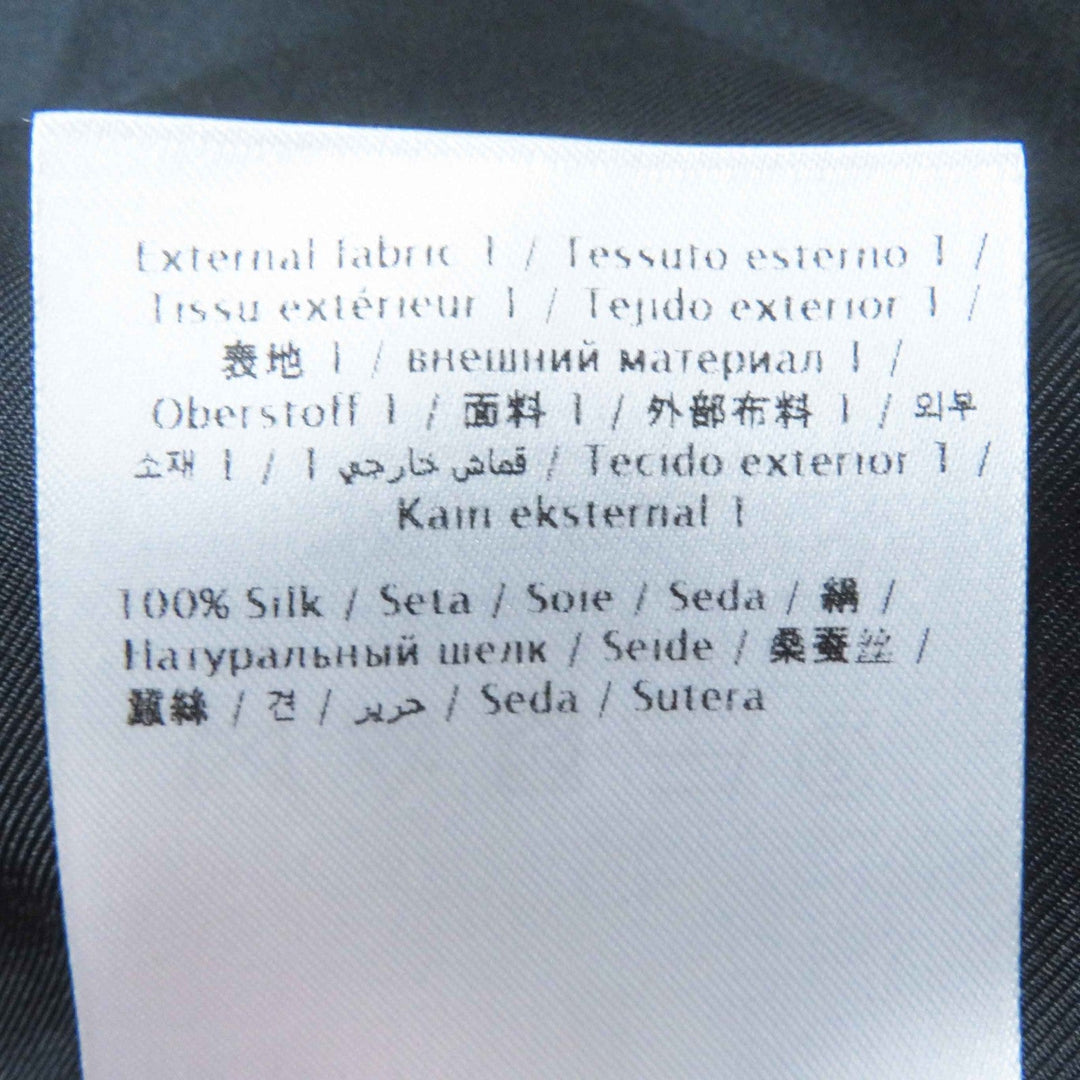 External fabric 1 / Tessuto esterno 1 /
Tissu extérieur 1 / Tejido exterior 1 /
表地 1 / внешний материал 1 /
Oberstoff 1 / 面料 1 / 外部布料 1 / 외부
소재 1 / 1 قماش خارجي / Tecido exterior 1 /
Kain eksternal 1
100% Silk / Seta / Soie / Seda / 絹 /
Натуральный шелк / Seide / 桑蚕丝 /
蠶絲 / 견 / حرير / Seda / Sutera